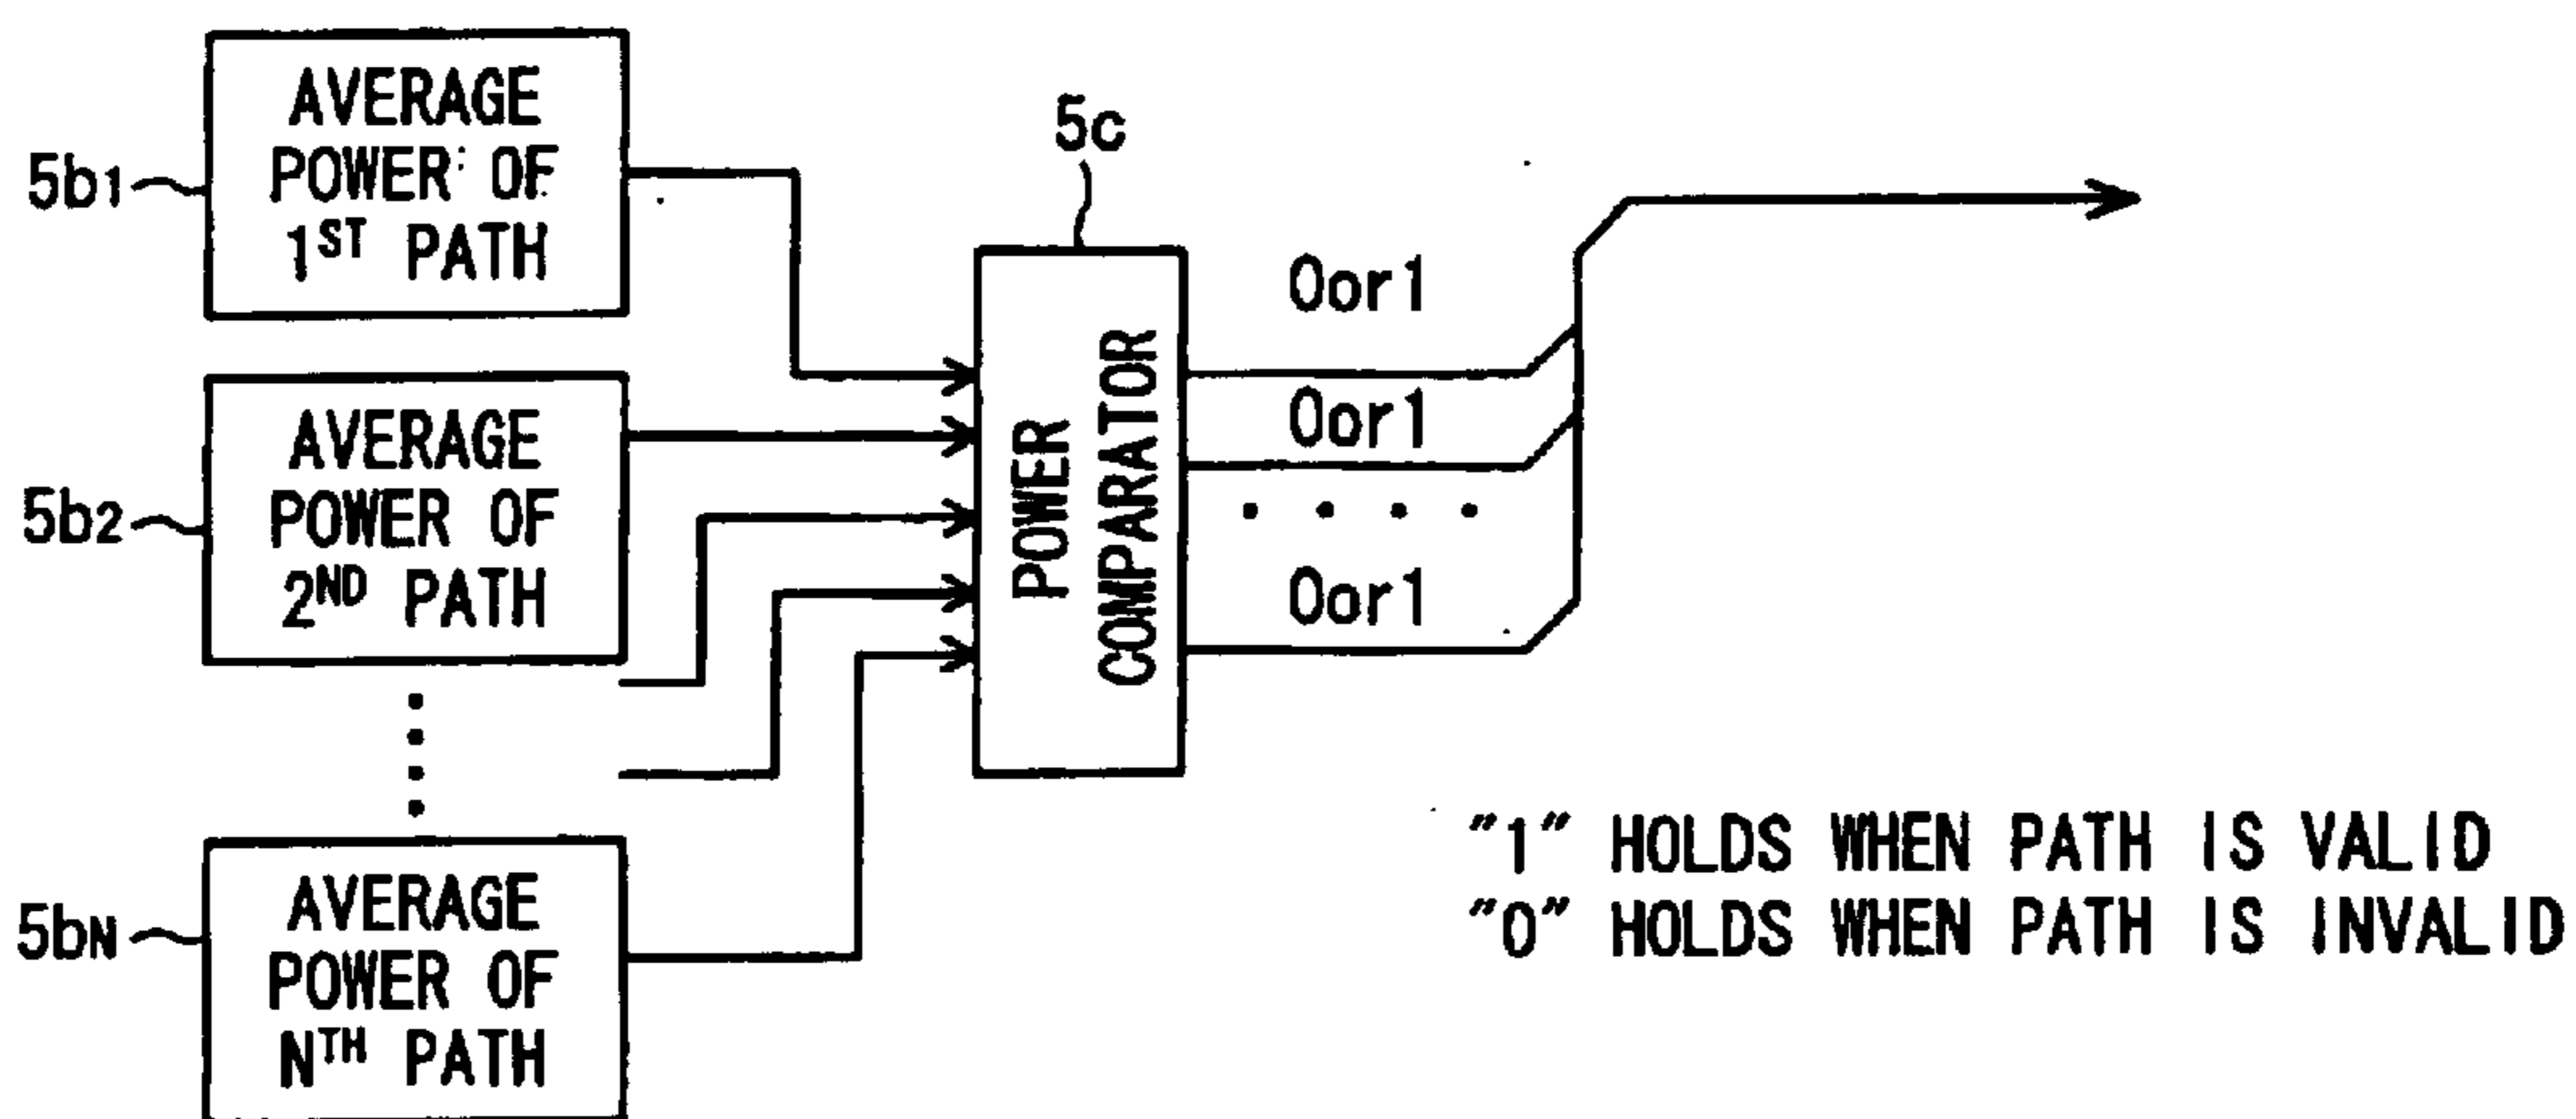 AVERAGE
POWER OF
1ST PATH
5b1
5c
0or1
AVERAGE
POWER OF
2ND PATH
5b2
POWER
COMPARATOR
0or1
0or1
AVERAGE
POWER OF
NTH PATH
5bN
"1" HOLDS WHEN PATH IS VALID
"0" HOLDS WHEN PATH IS INVALID